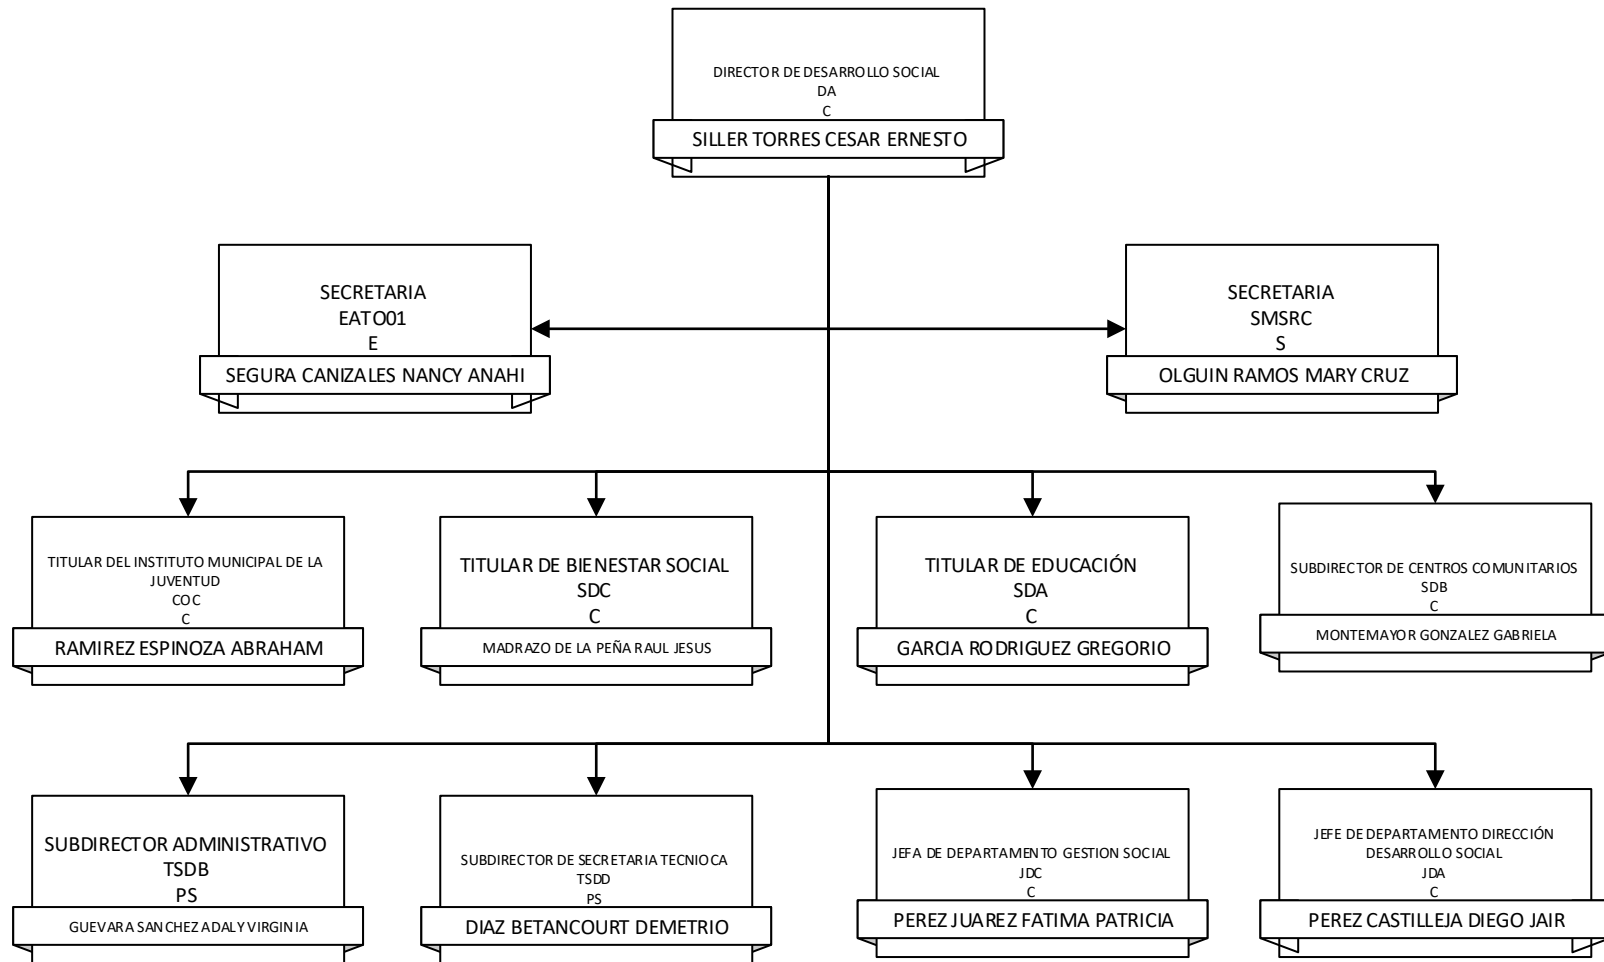 DIRECTOR DE DESARROLLO SOCIAL
DA
C
SILLER TORRES CESAR ERNESTO
SECRETARIA
EATO01
E
SEGURA CANIZALES NANCY ANAHI
SECRETARIA
SMSRC
S
OLGUIN RAMOS MARY CRUZ
TITULAR DEL INSTITUTO MUNICIPAL DE LA
JUVENTUD
COC
C
RAMIREZ ESPINOZA ABRAHAM
TITULAR DE BIENESTAR SOCIAL
SDC
C
MADRAZO DE LA PEÑA RAUL JESUS
TITULAR DE EDUCACIÓN
SDA
C
GARCIA RODRIGUEZ GREGORIO
SUBDIRECTOR DE CENTROS COMUNITARIOS
SDB
C
MONTEMAYOR GONZALEZ GABRIELA
SUBDIRECTOR ADMINISTRATIVO
TSDB
PS
GUEVARA SANCHEZ ADALY VIRGINIA
SUBDIRECTOR DE SECRETARIA TECNIOCA
TSDD
PS
DIAZ BETANCOURT DEMETRIO
JEFA DE DEPARTAMENTO GESTION SOCIAL
JDC
C
PEREZ JUAREZ FATIMA PATRICIA
JEFE DE DEPARTAMENTO DIRECCIÓN
DESARROLLO SOCIAL
JDA
C
PEREZ CASTILLEJA DIEGO JAIR